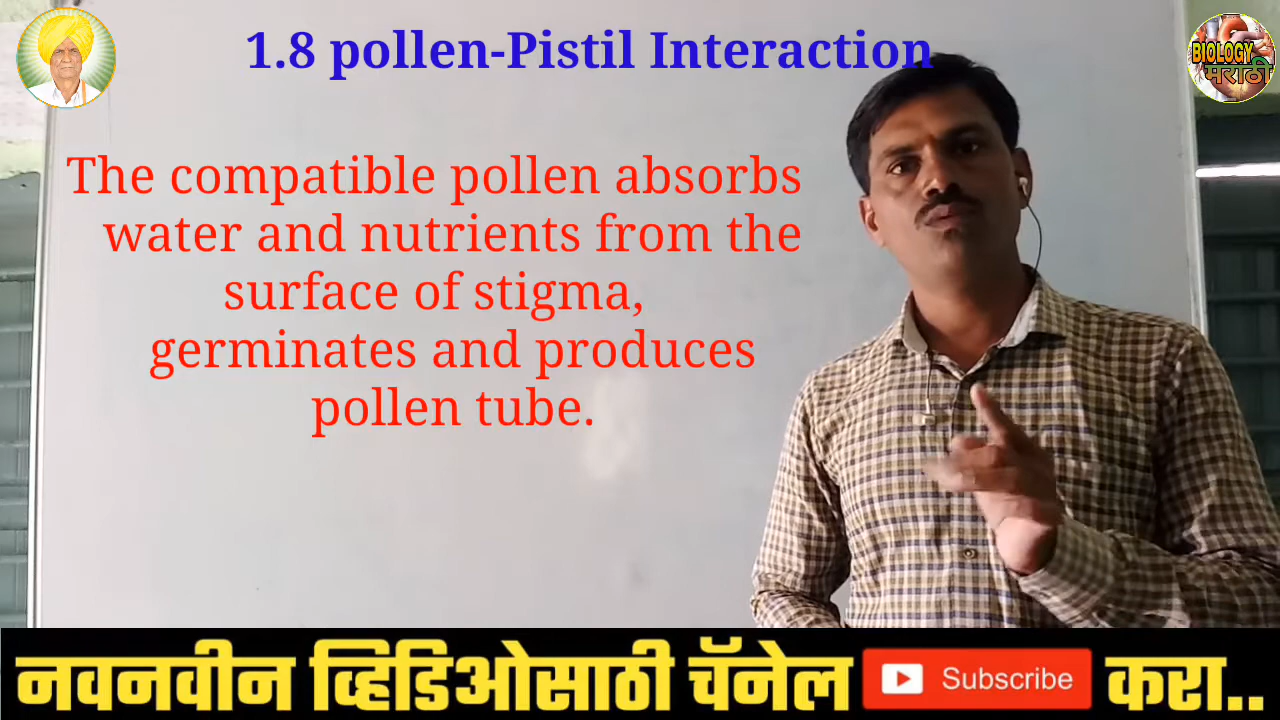 1.8 pollen-Pistil Interaction
BIOLOGY
मराठी
The compatible pollen absorbs
water and nutrients from the
surface of stigma,
germinates and produces
pollen tube.
नवनवीन व्हिडिओसाठी चॅनेल Subscribe करा..